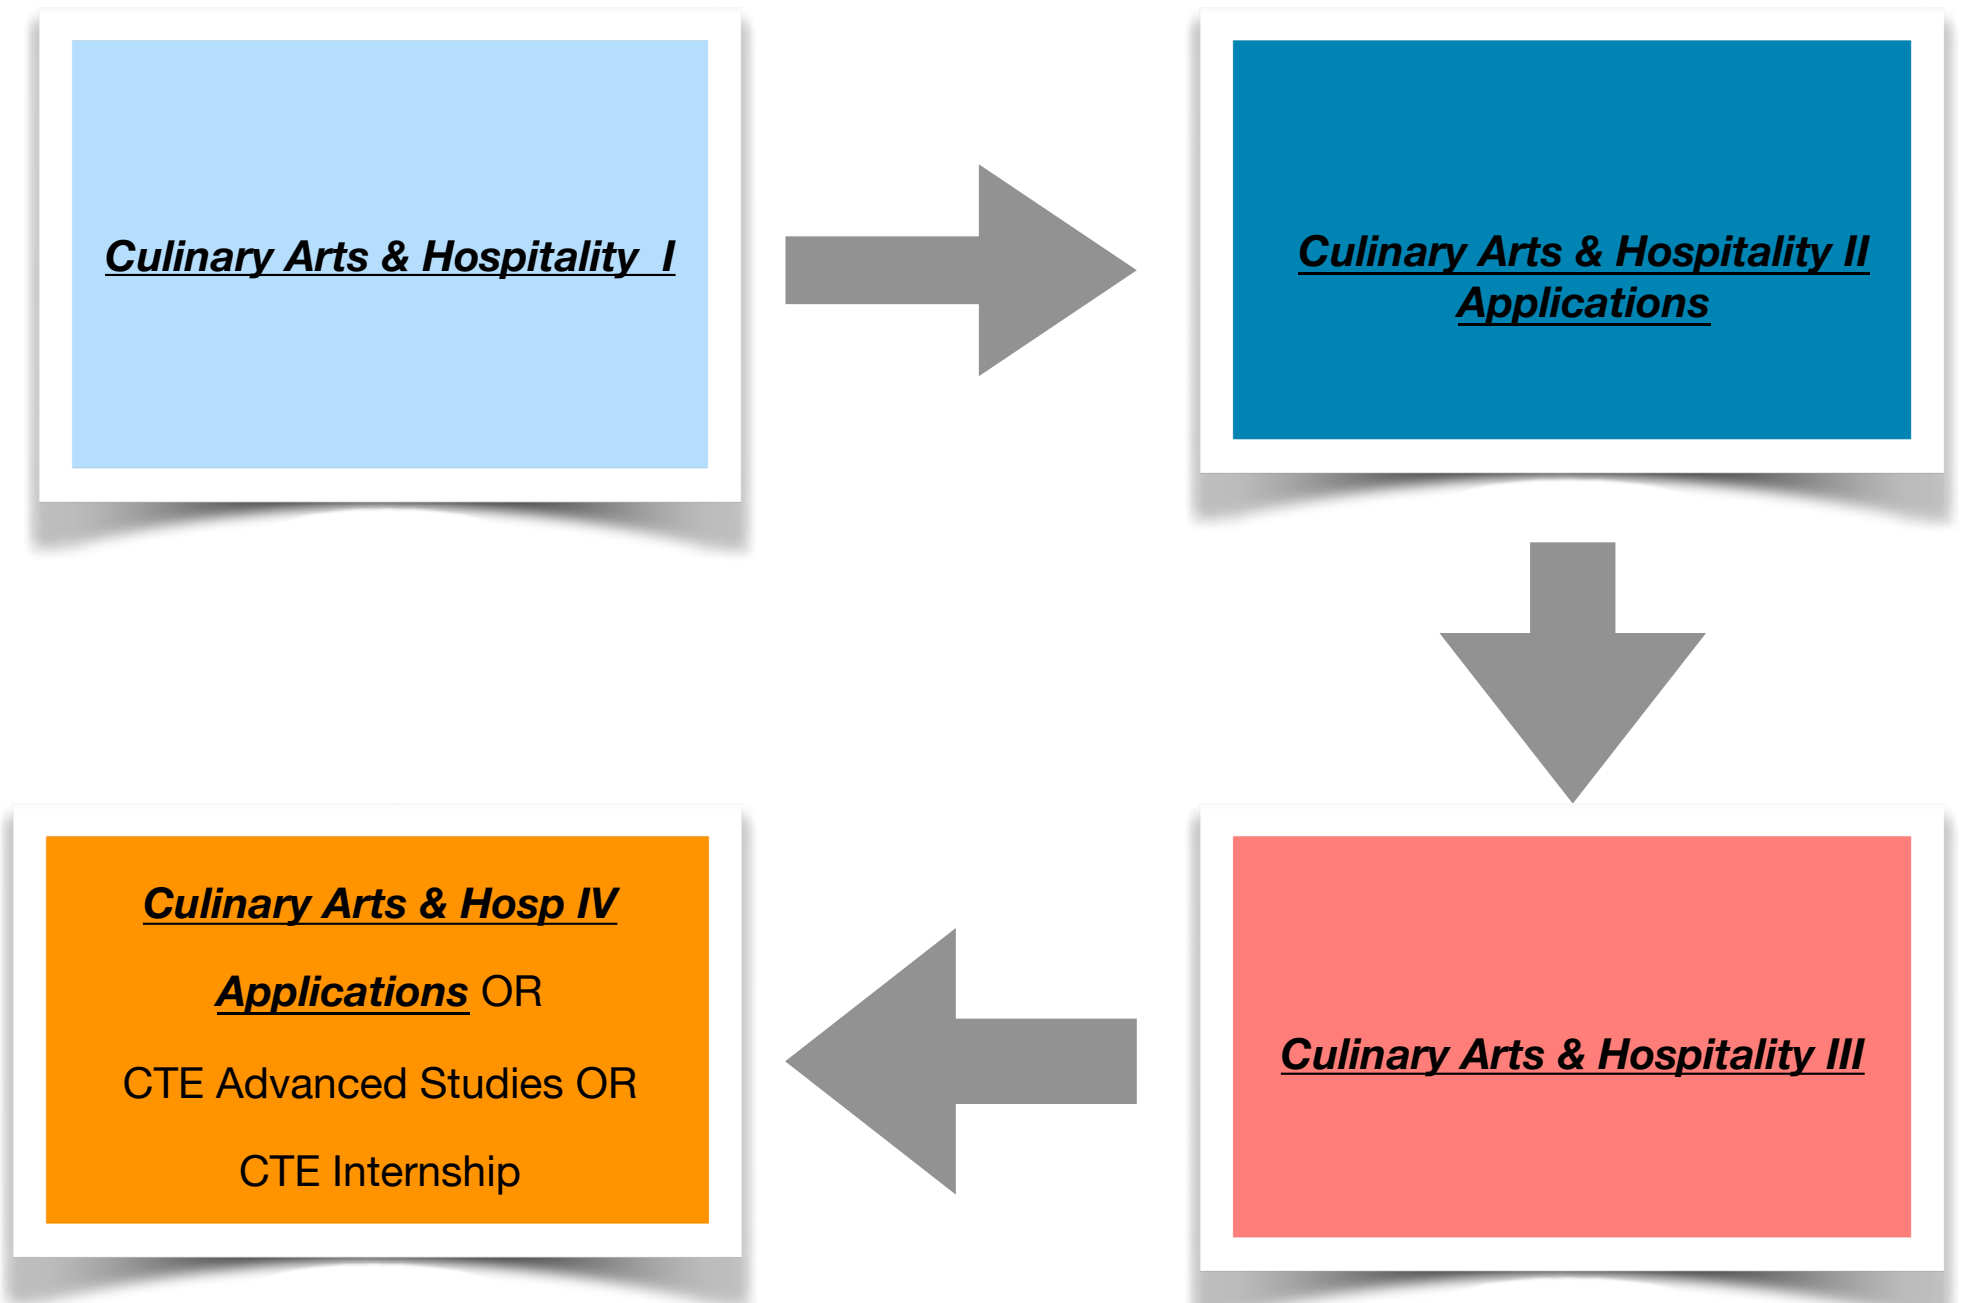 Culinary Arts & Hospitality  I
Culinary Arts & Hospitality II
Applications
Culinary Arts & Hospitality III
Culinary Arts & Hosp IV
Applications OR
CTE Advanced Studies OR
CTE Internship